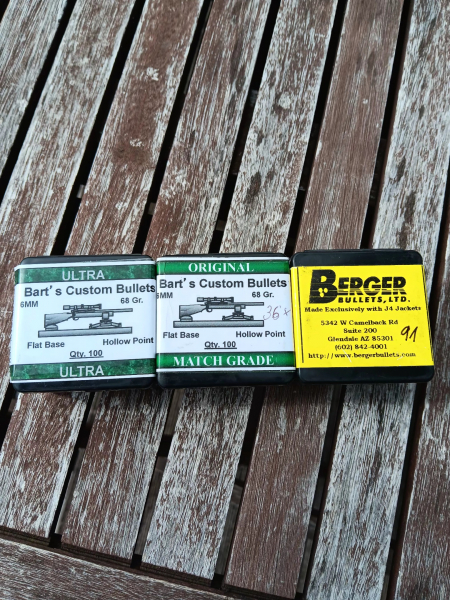 ULTRA
Bart's Custom Bullets
6MM 68 Gr.
Flat Base Hollow Point
Qty. 100
ULTRA
ORIGINAL
Bart's Custom Bullets
6MM 68 Gr.
36x
Flat Base Hollow Point
Qty. 100
MATCH GRADE
BERGER
BULLETS, LTD.
Made Exclusively with J4 Jackets
5342 W Camelback Rd
Suite 200
Glendale AZ 85301
(602) 842-4001
http://www.bergerbullets.com
91